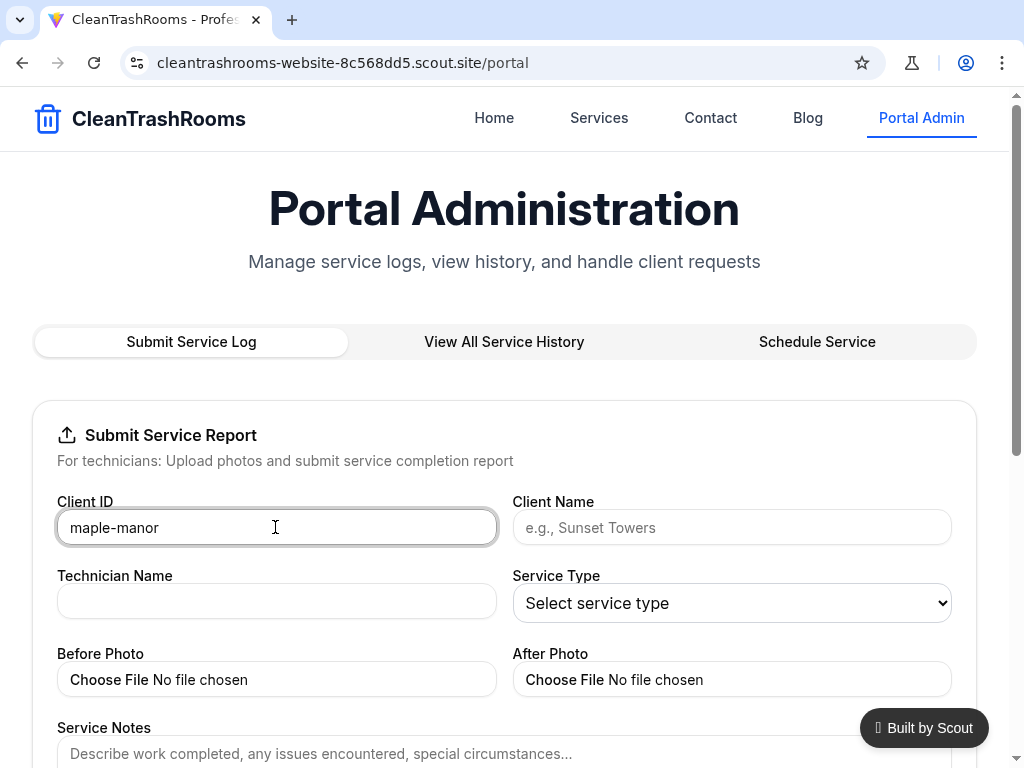 CleanTrashRooms - Profes
cleantrashrooms-website-8c568dd5.scout.site/portal
CleanTrashRooms
Home
Services
Contact
Blog
Portal Admin
Portal Administration
Manage service logs, view history, and handle client requests
Submit Service Log
View All Service History
Schedule Service
Submit Service Report
For technicians: Upload photos and submit service completion report
Client ID
Client Name
maple-manor
e.g., Sunset Towers
Technician Name
Service Type
Select service type
Before Photo
After Photo
Choose File No file chosen
Choose File No file chosen
Service Notes
Describe work completed, any issues encountered, special circumstances...
Built by Scout